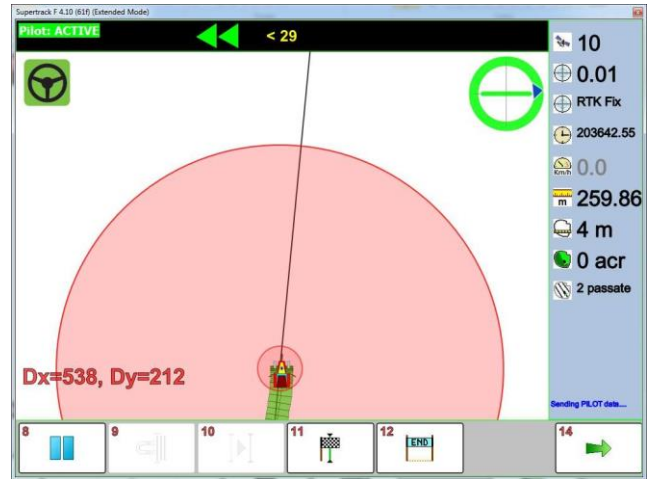 Supertrack F 4.10 (61f) (Extended Mode)
Pilot: ACTIVE
< 29
10
0.01
RTK Fix
203642.55
Km/h 0.0
m 259.86
4 m
0 acr
2 passate
Dx=538, Dy=212
Sending PILOT data....
8
9
10
11
12
END
14